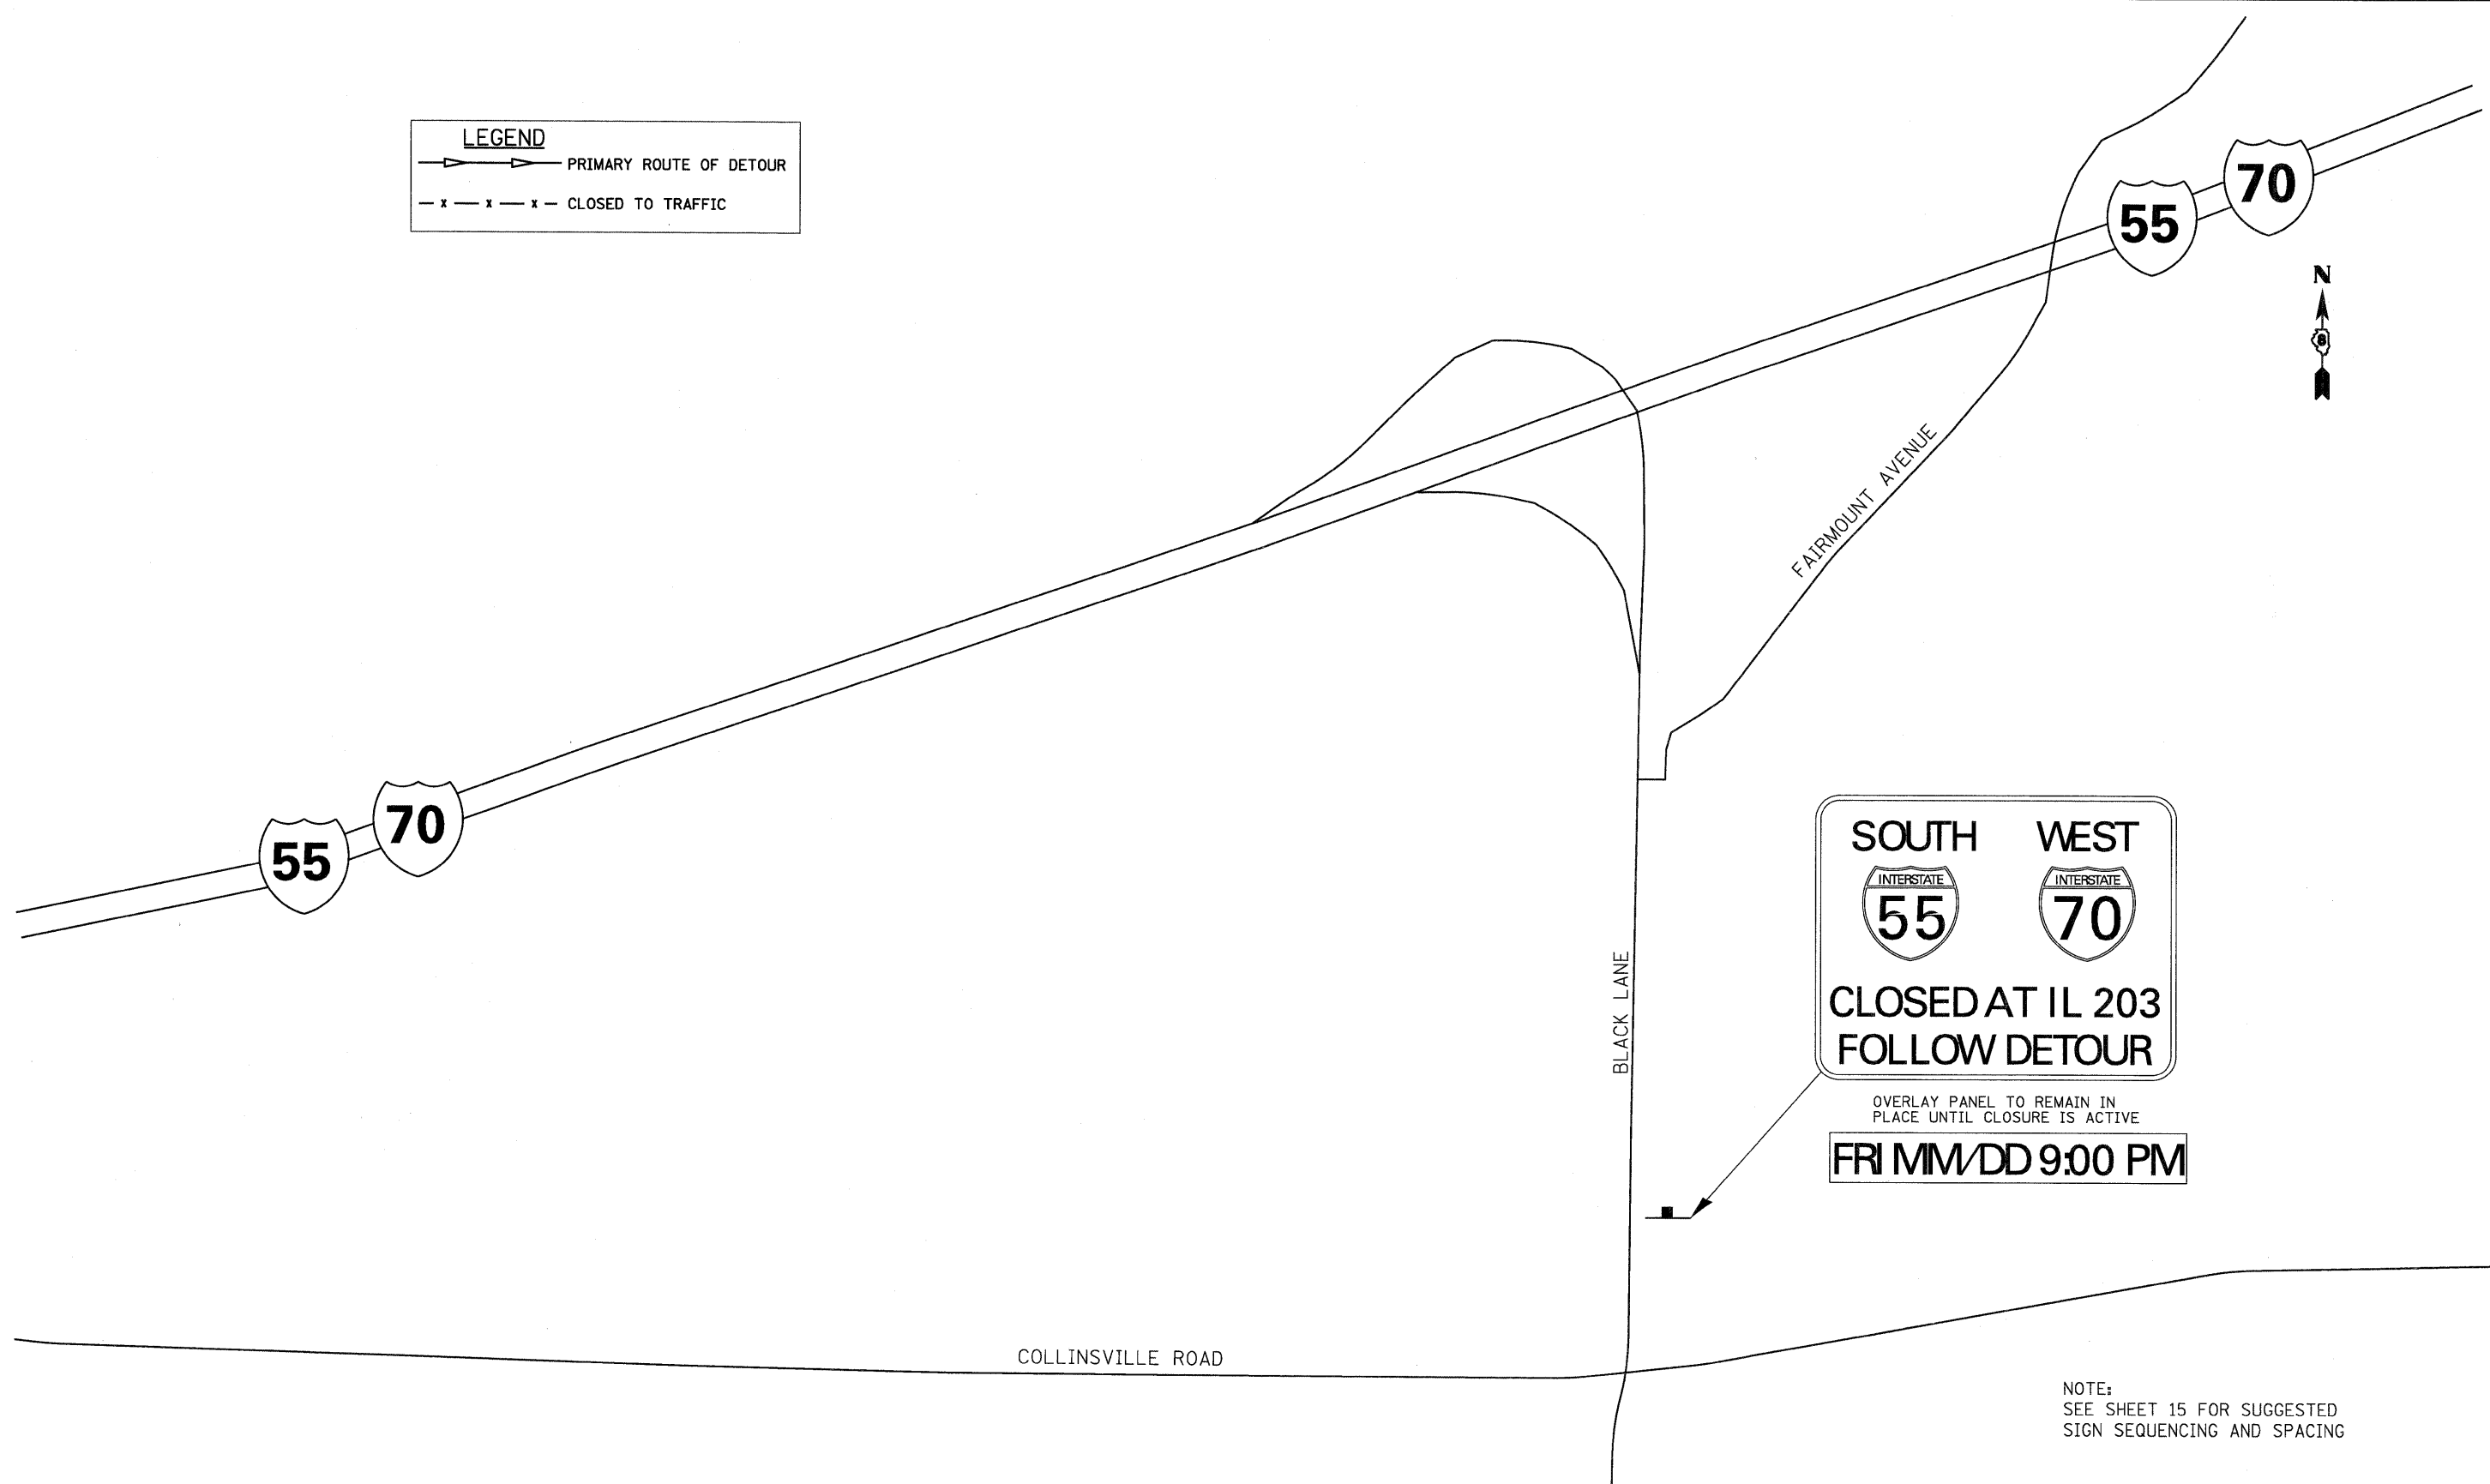 LEGEND
PRIMARY ROUTE OF DETOUR
x x x CLOSED TO TRAFFIC
70
55
N
8
FAIRMOUNT AVENUE
70
55
SOUTH WEST
INTERSTATE INTERSTATE
55 70
CLOSED AT IL 203
FOLLOW DETOUR
OVERLAY PANEL TO REMAIN IN
PLACE UNTIL CLOSURE IS ACTIVE
FRI MM/DD 9:00 PM
BLACK LANE
COLLINSVILLE ROAD
NOTE:
SEE SHEET 15 FOR SUGGESTED
SIGN SEQUENCING AND SPACING